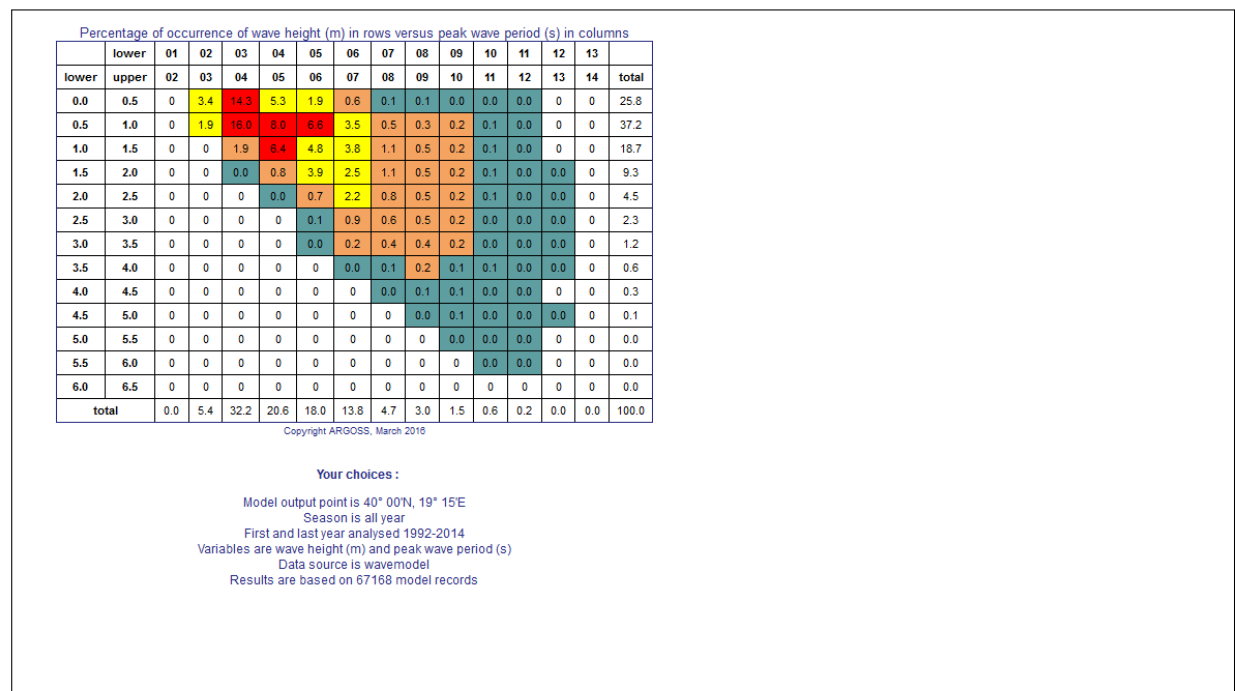 Percentage of occurrence of wave height (m) in rows versus peak wave period (s) in columns
lower 01 02 03 04 05 06 07 08 09 10 11 12 13
lower upper 02 03 04 05 06 07 08 09 10 11 12 13 14 total
0.0 0.5 0 3.4 14.3 5.3 1.9 0.6 0.1 0.1 0.0 0.0 0.0 0 0 25.8
0.5 1.0 0 1.9 16.0 8.0 6.6 3.5 0.5 0.3 0.2 0.1 0.0 0 0 37.2
1.0 1.5 0 0 1.9 6.4 4.8 3.8 1.1 0.5 0.2 0.1 0.0 0 0 18.7
1.5 2.0 0 0 0.0 0.8 3.9 2.5 1.1 0.5 0.2 0.1 0.0 0.0 0 9.3
2.0 2.5 0 0 0 0.0 0.7 2.2 0.8 0.5 0.2 0.1 0.0 0.0 0 4.5
2.5 3.0 0 0 0 0 0.1 0.9 0.6 0.5 0.2 0.0 0.0 0.0 0 2.3
3.0 3.5 0 0 0 0 0.0 0.2 0.4 0.4 0.2 0.0 0.0 0.0 0 1.2
3.5 4.0 0 0 0 0 0 0.0 0.1 0.2 0.1 0.1 0.0 0.0 0 0.6
4.0 4.5 0 0 0 0 0 0 0.0 0.1 0.1 0.0 0.0 0 0 0.3
4.5 5.0 0 0 0 0 0 0 0 0.0 0.1 0.0 0.0 0.0 0 0.1
5.0 5.5 0 0 0 0 0 0 0 0 0.0 0.0 0.0 0 0 0.0
5.5 6.0 0 0 0 0 0 0 0 0 0 0.0 0.0 0 0 0.0
6.0 6.5 0 0 0 0 0 0 0 0 0 0 0 0 0 0.0
total 0.0 5.4 32.2 20.6 18.0 13.8 4.7 3.0 1.5 0.6 0.2 0.0 0.0 100.0
Copyright ARGOSS, March 2016
Your choices :
Model output point is 40° 00'N, 19° 15'E
Season is all year
First and last year analysed 1992-2014
Variables are wave height (m) and peak wave period (s)
Data source is wavemodel
Results are based on 67168 model records